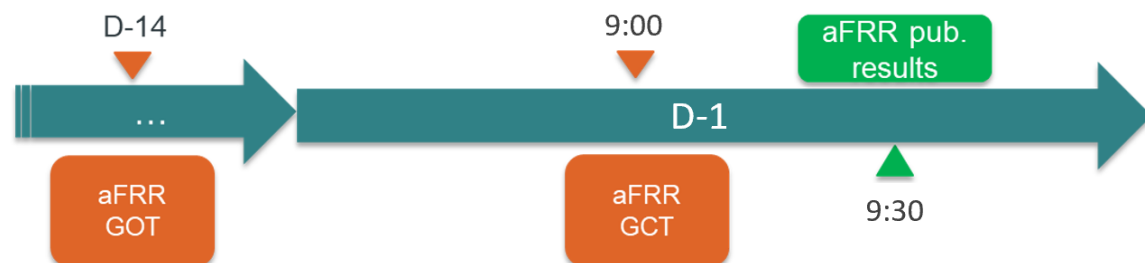 D-14
9:00
aFRR pub.
results
...
D-1
aFRR
GOT
aFRR
GCT
9:30